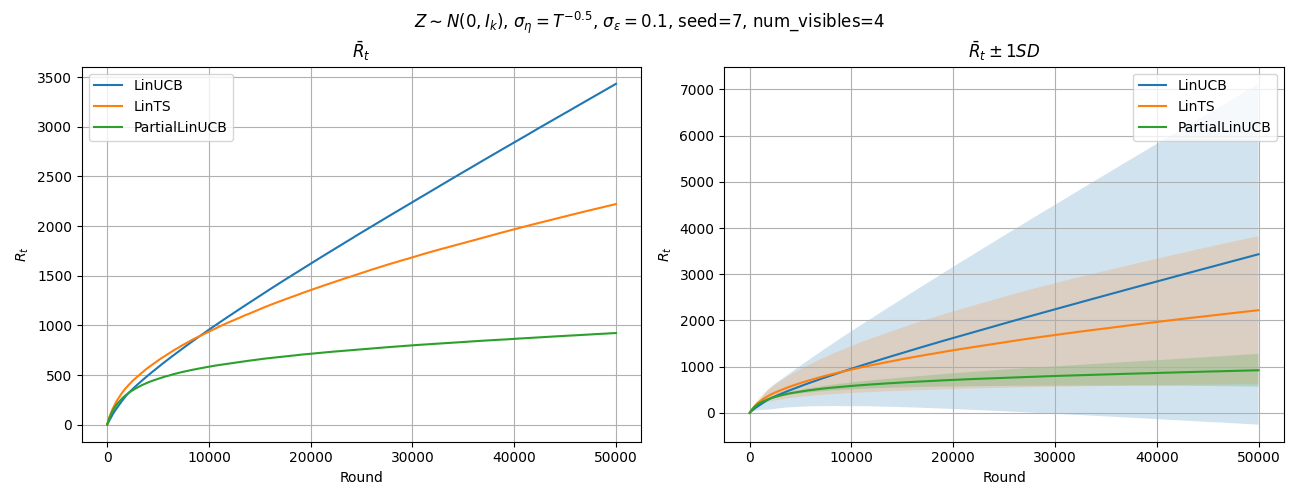 Z ∼ N(0, I_k), σ_η = T^{−0.5}, σ_ε = 0.1, seed=7, num_visibles=4
R̄_t
3500
3000
2500
2000
1500
1000
500
0
R_t
LinUCB
LinTS
PartialLinUCB
0 10000 20000 30000 40000 50000
Round
R̄_t ± 1SD
7000
6000
5000
4000
3000
2000
1000
0
R_t
LinUCB
LinTS
PartialLinUCB
0 10000 20000 30000 40000 50000
Round